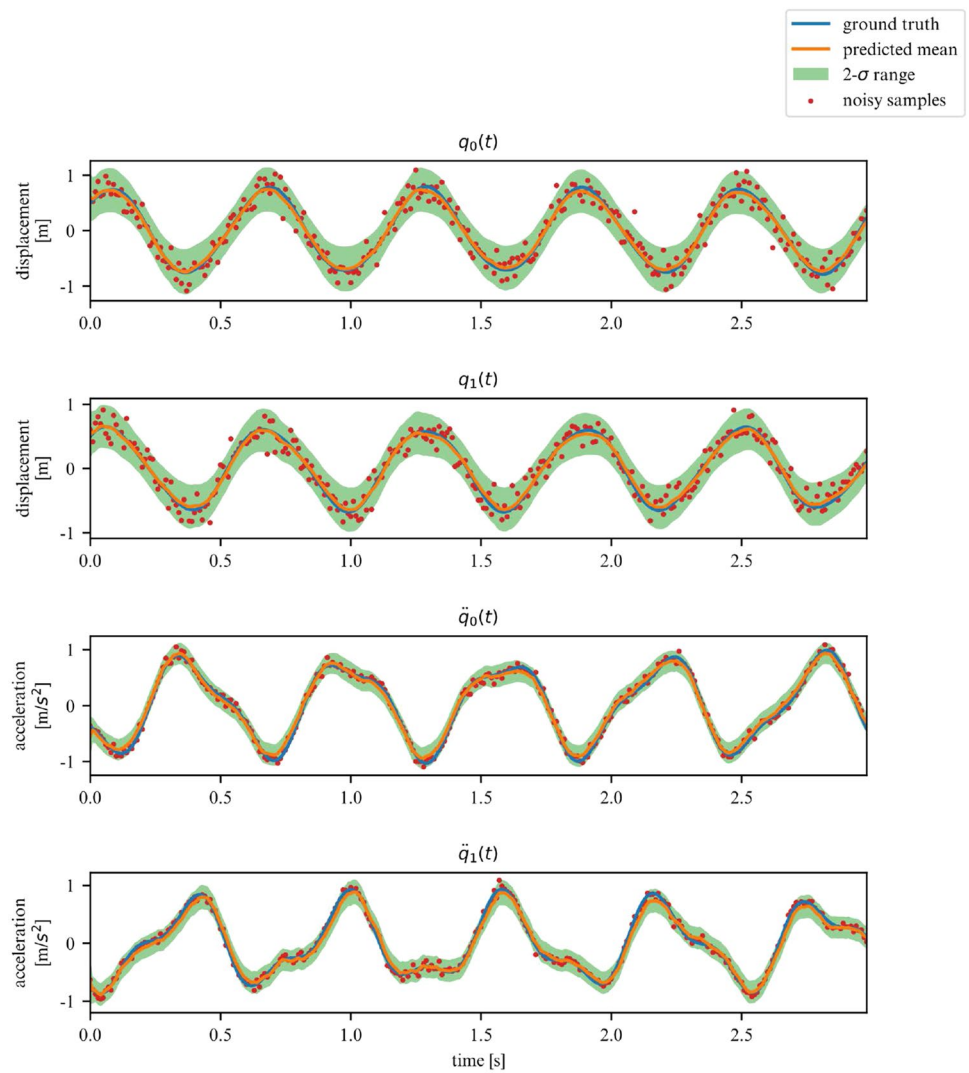 ground truth
predicted mean
2-σ range
noisy samples
q₀(t)
displacement
[m]
1
0
-1
0.0 0.5 1.0 1.5 2.0 2.5
q₁(t)
displacement
[m]
1
0
-1
0.0 0.5 1.0 1.5 2.0 2.5
q̈₀(t)
acceleration
[m/s²]
1
0
-1
0.0 0.5 1.0 1.5 2.0 2.5
q̈₁(t)
acceleration
[m/s²]
1
0
-1
0.0 0.5 1.0 1.5 2.0 2.5
time [s]